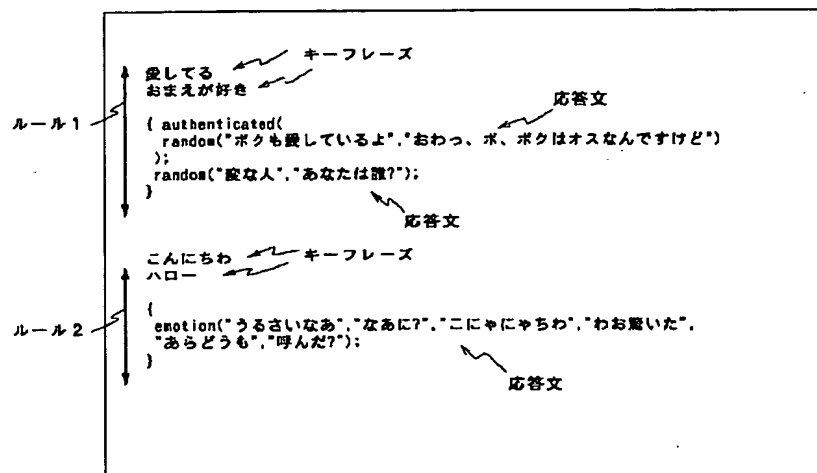 キーフレーズ
愛してる
おまえが好き
応答文
ルール1
{ authenticated(
random("ボクも愛しているよ","おわっ、ボ、ボクはオスなんですけど")
);
random("変な人","あなたは誰?");
}
応答文
こんにちわ
キーフレーズ
ハロー
ルール2
{
emotion("うるさいなあ","なあに?","こにゃにゃちわ","わお驚いた",
"あらどうも","呼んだ?");
}
応答文